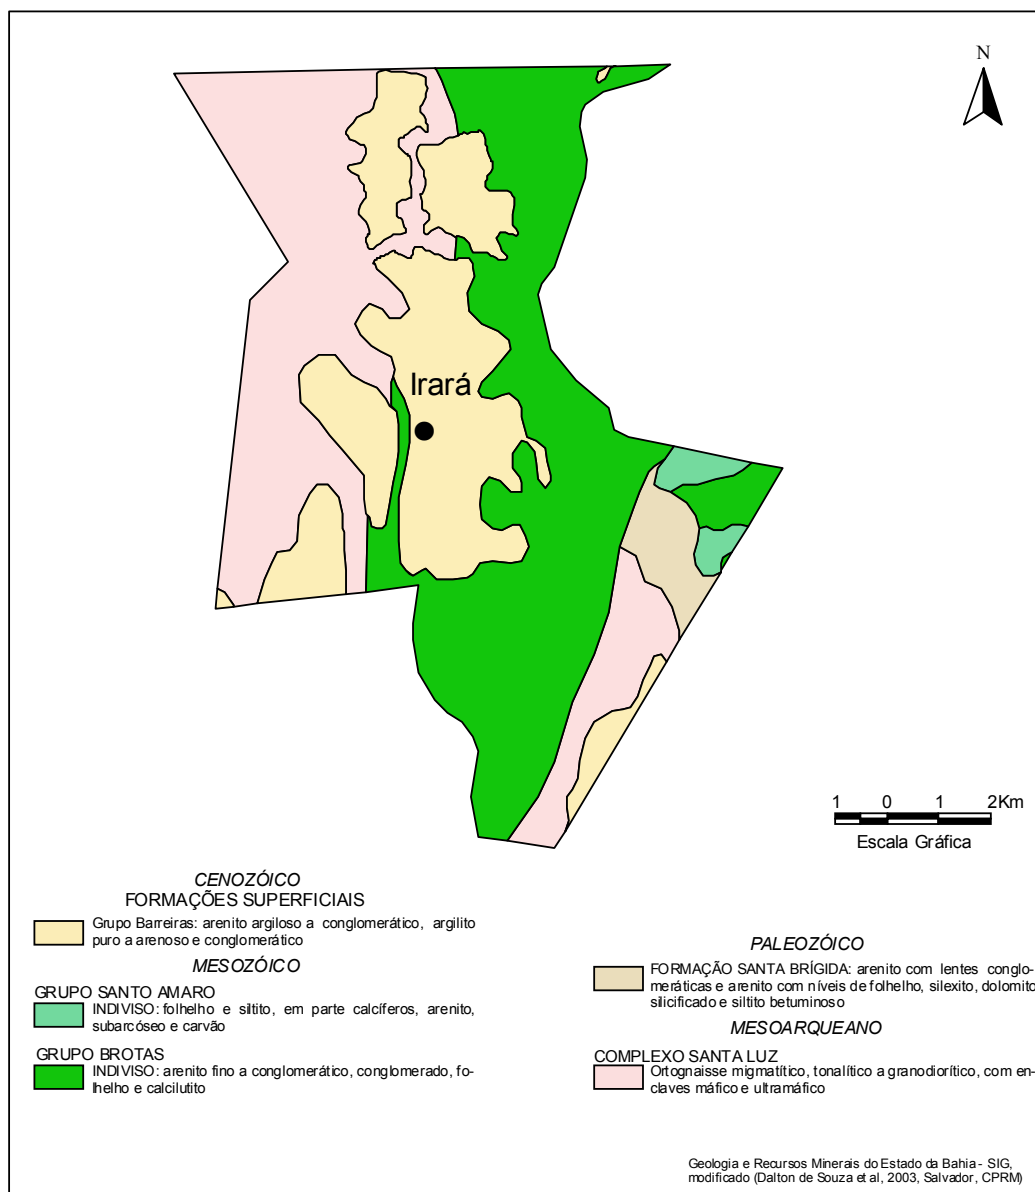 N
Irará
1 0 1 2Km
Escala Gráfica
CENOZÓICO
FORMAÇÕES SUPERFICIAIS
Grupo Barreiras: arenito argiloso a conglomerático, argilito
puro a arenoso e conglomerático
MESOZÓICO
GRUPO SANTO AMARO
INDIVISO: folhelho e siltito, em parte calcíferos, arenito,
subarcóseo e carvão
GRUPO BROTAS
INDIVISO: arenito fino a conglomerático, conglomerado, fo-
lhelho e calcilutito
PALEOZÓICO
FORMAÇÃO SANTA BRÍGIDA: arenito com lentes conglo-
meráticas e arenito com níveis de folhelho, silexito, dolomito
silicificado e siltito betuminoso
MESOARQUEANO
COMPLEXO SANTA LUZ
Ortognaisse migmatítico, tonalítico a granodiorítico, com en-
claves máfico e ultramáfico
Geologia e Recursos Minerais do Estado da Bahia - SIG,
modificado (Dalton de Souza et al, 2003, Salvador, CPRM)